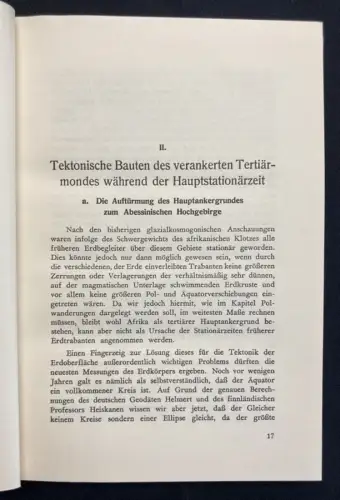 II.
Tektonische Bauten des verankerten Tertiär-
mondes während der Hauptstationärzeit
a. Die Auftürmung des Hauptankergrundes
zum Abessinischen Hochgebirge
Nach den bisherigen glazialkosmogonischen Anschauungen
waren infolge des Schwergewichts des afrikanischen Klotzes alle
früheren Erdbegleiter über diesem Gebiete stationär geworden.
Dies könnte jedoch nur dann möglich gewesen sein, wenn durch
die verschiedenen, der Erde einverleibten Trabanten keine größeren
Zerrungen oder Verlagerungen der verhältnismäßig sehr dünnen,
auf der magmatischen Unterlage schwimmenden Erdkruste und
vor allem keine größeren Pol- und Äquatorverschiebungen ein-
getreten wären. Da wir jedoch hiermit, wie im Kapitel Pol-
wanderungen dargelegt werden soll, im weitesten Maße rechnen
müssen, bleibt wohl Afrika als tertiärer Hauptankergrund be-
stehen, kann aber nicht als Ursache der Stationärzeiten früherer
Erdtrabanten angenommen werden.
Einen Fingerzeig zur Lösung dieses für die Tektonik der
Erdoberfläche außerordentlich wichtigen Problems dürften die
neuesten Messungen des Erdkörpers ergeben. Noch vor wenigen
Jahren galt es nämlich als selbstverständlich, daß der Äquator
ein vollkommener Kreis ist. Auf Grund der genauen Berech-
nungen des deutschen Geodäten Helmert und des finnländischen
Professors Heiskanen wissen wir aber jetzt, daß der Gleicher
keinem Kreise sondern einer Ellipse gleicht, da der größte
17